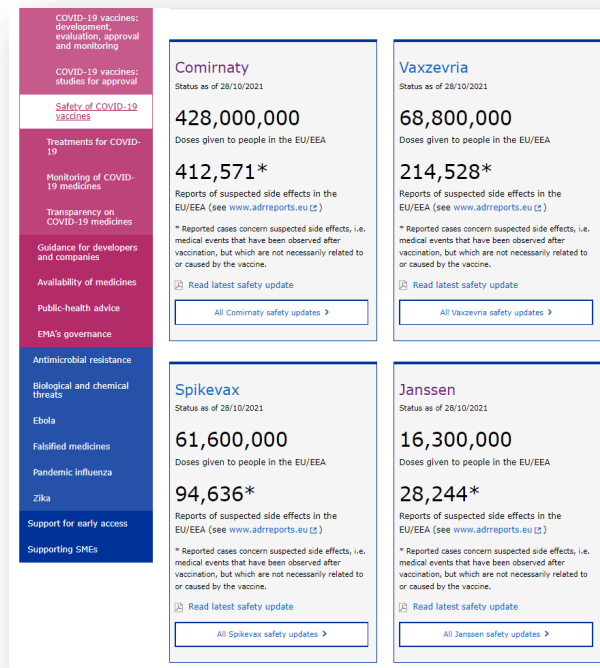 COVID-19 vaccines:
development,
evaluation, approval
and monitoring
COVID-19 vaccines:
studies for approval
Safety of COVID-19
vaccines
Treatments for COVID-
19
Monitoring of COVID-
19 medicines
Transparency on
COVID-19 medicines
Guidance for developers
and companies
Availability of medicines
Public-health advice
EMA's governance
Antimicrobial resistance
Biological and chemical
threats
Ebola
Falsified medicines
Pandemic influenza
Zika
Support for early access
Supporting SMEs
Comirnaty
Status as of 28/10/2021
428,000,000
Doses given to people in the EU/EEA
412,571*
Reports of suspected side effects in the
EU/EEA (see www.adrreports.eu)
* Reported cases concern suspected side effects, i.e.
medical events that have been observed after
vaccination, but which are not necessarily related to
or caused by the vaccine.
Read latest safety update
All Comirnaty safety updates
Vaxzevria
Status as of 28/10/2021
68,800,000
Doses given to people in the EU/EEA
214,528*
Reports of suspected side effects in the
EU/EEA (see www.adrreports.eu)
* Reported cases concern suspected side effects, i.e.
medical events that have been observed after
vaccination, but which are not necessarily related to
or caused by the vaccine.
Read latest safety update
All Vaxzevria safety updates
Spikevax
Status as of 28/10/2021
61,600,000
Doses given to people in the EU/EEA
94,636*
Reports of suspected side effects in the
EU/EEA (see www.adrreports.eu)
* Reported cases concern suspected side effects, i.e.
medical events that have been observed after
vaccination, but which are not necessarily related to
or caused by the vaccine.
Read latest safety update
All Spikevax safety updates
Janssen
Status as of 28/10/2021
16,300,000
Doses given to people in the EU/EEA
28,244*
Reports of suspected side effects in the
EU/EEA (see www.adrreports.eu)
* Reported cases concern suspected side effects, i.e.
medical events that have been observed after
vaccination, but which are not necessarily related to
or caused by the vaccine.
Read latest safety update
All Janssen safety updates